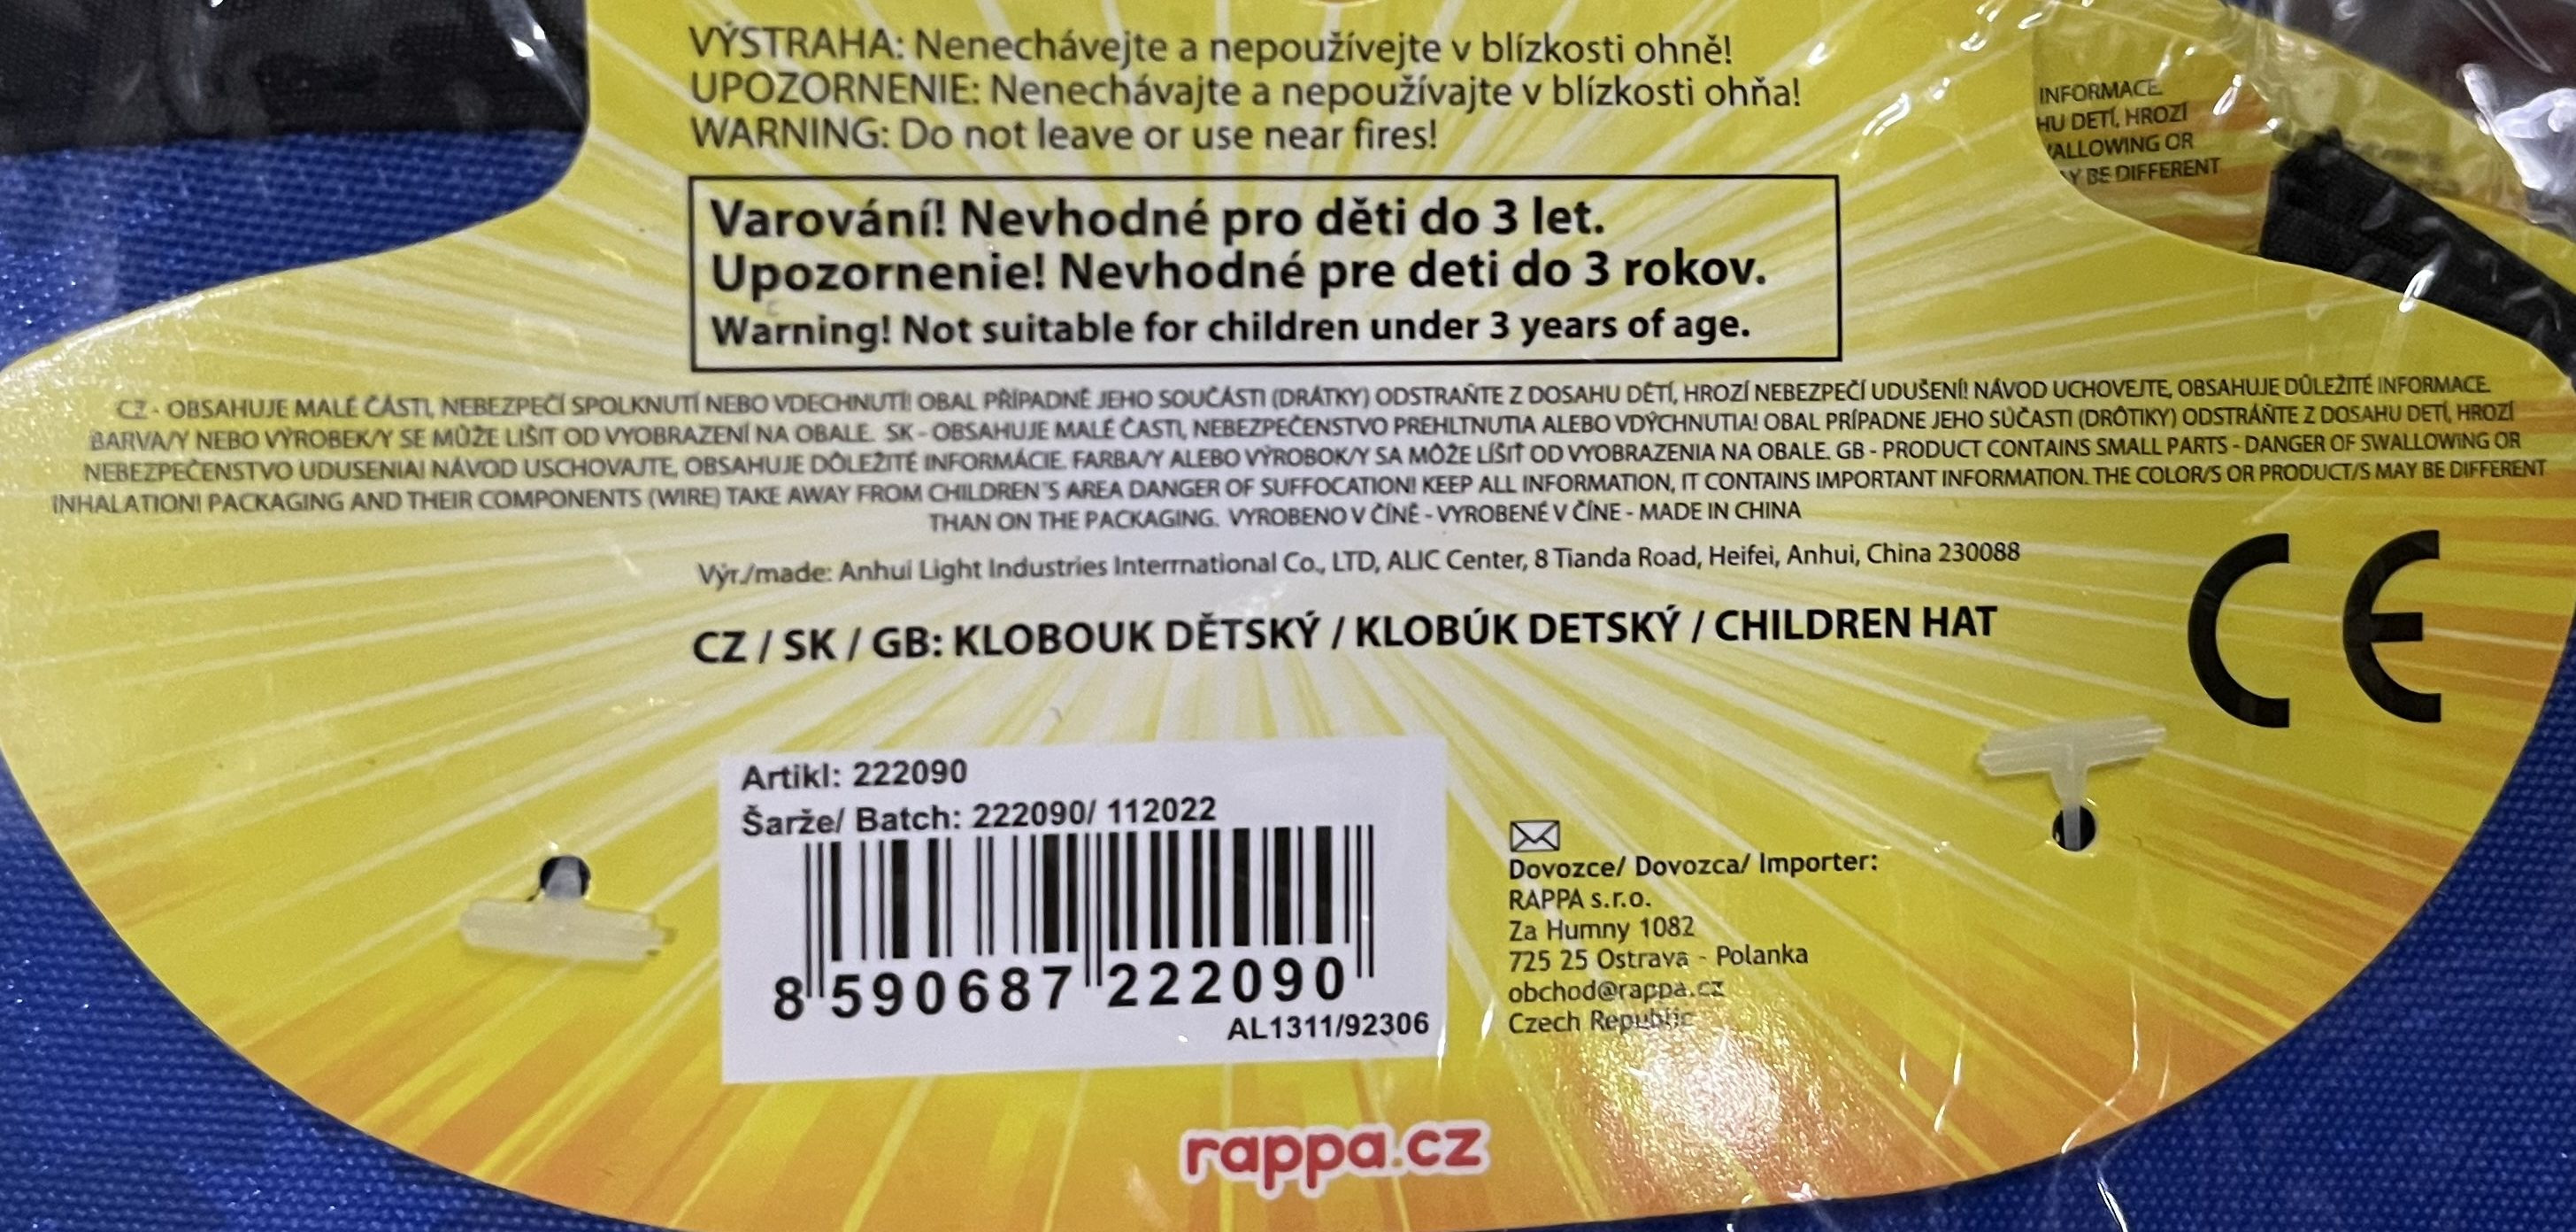 VÝSTRAHA: Nenechávejte a nepoužívejte v blízkosti ohně!
UPOZORNENIE: Nenechávajte a nepoužívajte v blízkosti ohňa!
WARNING: Do not leave or use near fires!
INFORMACE.
HU DETÍ, HROZÍ
ALLOWING OR
Y BE DIFFERENT
Varování! Nevhodné pro děti do 3 let.
Upozornenie! Nevhodné pre deti do 3 rokov.
Warning! Not suitable for children under 3 years of age.
CZ - OBSAHUJE MALÉ ČÁSTI, NEBEZPEČÍ SPOLKNUTÍ NEBO VDECHNUTÍ! OBAL PŘÍPADNĚ JEHO SOUČÁSTI (DRÁTKY) ODSTRAŇTE Z DOSAHU DĚTÍ, HROZÍ NEBEZPEČÍ UDUŠENÍ! NÁVOD UCHOVEJTE, OBSAHUJE DŮLEŽITÉ INFORMACE.
BARVA/Y NEBO VÝROBEK/Y SE MŮŽE LIŠIT OD VYOBRAZENÍ NA OBALE. SK - OBSAHUJE MALÉ ČASTI, NEBEZPEČENSTVO PREHLTNUTIA ALEBO VDÝCHNUTIA! OBAL PRÍPADNE JEHO SÚČASTI (DRÔTIKY) ODSTRÁŇTE Z DOSAHU DETÍ, HROZÍ
NEBEZPEČENSTVO UDUSENIA! NÁVOD USCHOVAJTE, OBSAHUJE DÔLEŽITÉ INFORMÁCIE. FARBA/Y ALEBO VÝROBOK/Y SA MÔŽE LÍŠIŤ OD VYOBRAZENIA NA OBALE. GB - PRODUCT CONTAINS SMALL PARTS - DANGER OF SWALLOWING OR
INHALATION! PACKAGING AND THEIR COMPONENTS (WIRE) TAKE AWAY FROM CHILDREN'S AREA DANGER OF SUFFOCATION! KEEP ALL INFORMATION, IT CONTAINS IMPORTANT INFORMATION. THE COLOR/S OR PRODUCT/S MAY BE DIFFERENT
THAN ON THE PACKAGING. VYROBENO V ČÍNĚ - VYROBENÉ V ČÍNE - MADE IN CHINA
Výr./made: Anhui Light Industries Interrnational Co., LTD, ALIC Center, 8 Tianda Road, Heifei, Anhui, China 230088
CZ / SK / GB: KLOBOUK DĚTSKÝ / KLOBÚK DETSKÝ / CHILDREN HAT
CE
Artikl: 222090
Šarže/ Batch: 222090/ 112022
8 590687 222090
AL1311/92306
Dovozce/ Dovozca/ Importer:
RAPPA s.r.o.
Za Humny 1082
725 25 Ostrava - Polanka
obchod@rappa.cz
Czech Republic
rappa.cz